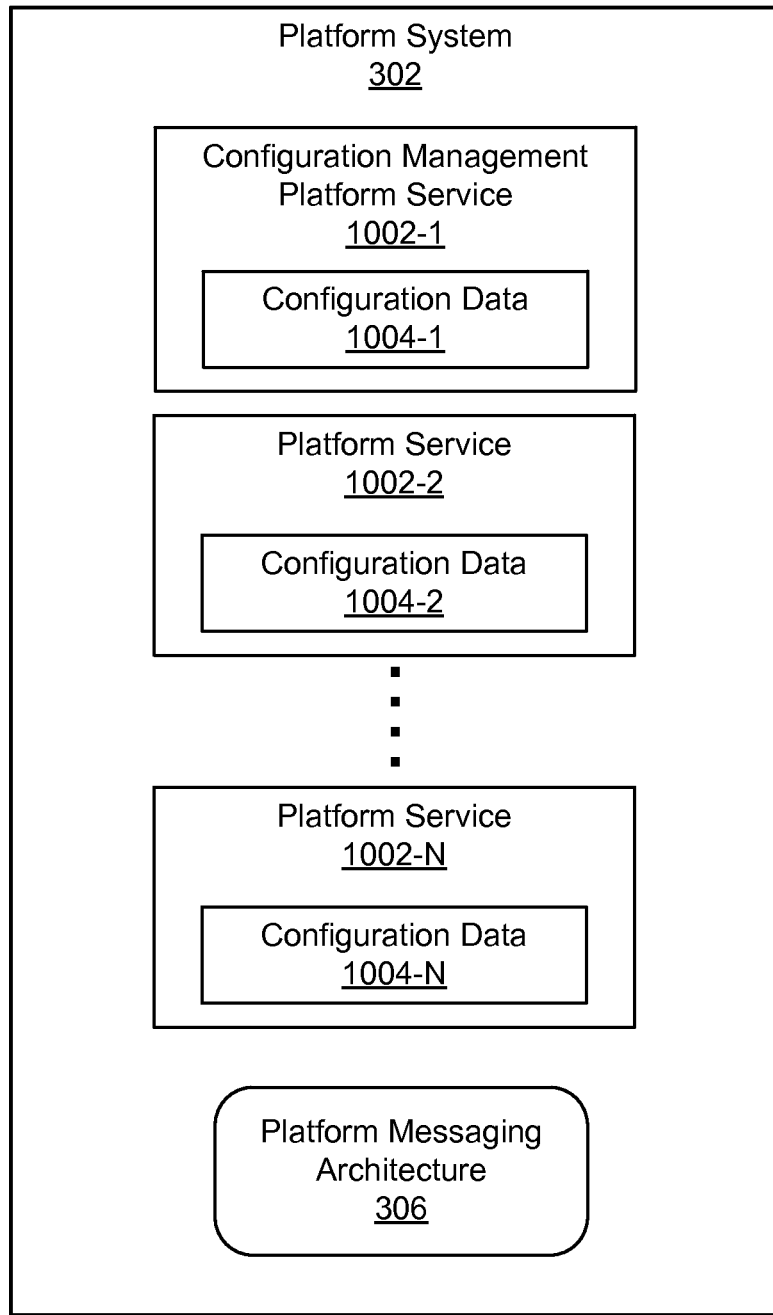 Platform System
302
Configuration Management
Platform Service
1002-1
Configuration Data
1004-1
Platform Service
1002-2
Configuration Data
1004-2
Platform Service
1002-N
Configuration Data
1004-N
Platform Messaging
Architecture
306